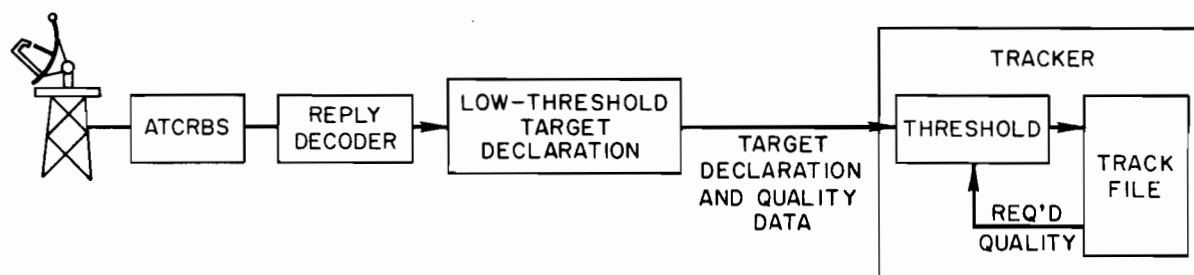 TRACKER
ATCRBS
REPLY
DECODER
LOW-THRESHOLD
TARGET
DECLARATION
TARGET
DECLARATION
AND QUALITY
DATA
THRESHOLD
REQ'D
QUALITY
TRACK
FILE